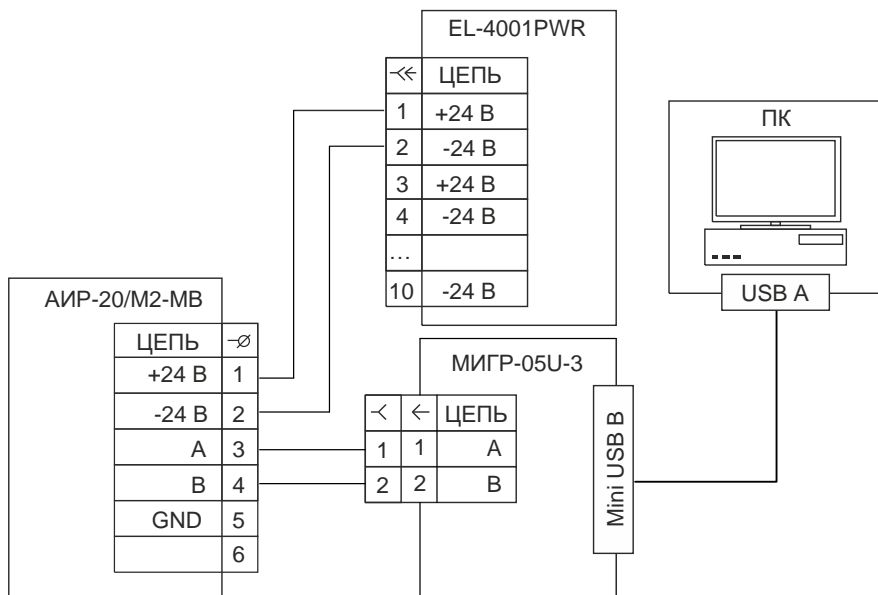 EL-4001PWR
ЦЕПЬ
1 +24 В
2 -24 В
3 +24 В
4 -24 В
...
10 -24 В
ПК
USB A
АИР-20/М2-МВ
ЦЕПЬ
+24 В 1
-24 В 2
А 3
В 4
GND 5
6
МИГР-05U-3
ЦЕПЬ
1 1 А
2 2 В
Mini USB B